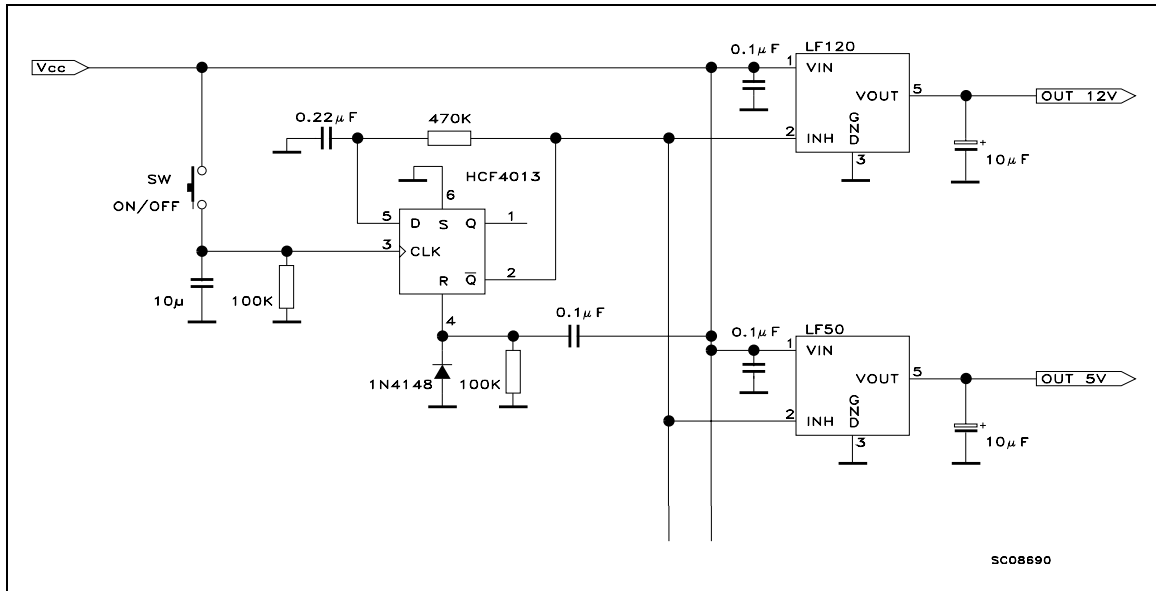 Vcc
0.1µF
LF120
1
VIN
VOUT
5
OUT 12V
2
INH
GND
3
+
10µF
0.22µF
470K
HCF4013
6
SW
ON/OFF
5
D
S
Q
1
3
CLK
R
Q
2
10µ
100K
4
0.1µF
1N4148
100K
0.1µF
LF50
1
VIN
VOUT
5
OUT 5V
2
INH
GND
3
+
10µF
SC08690